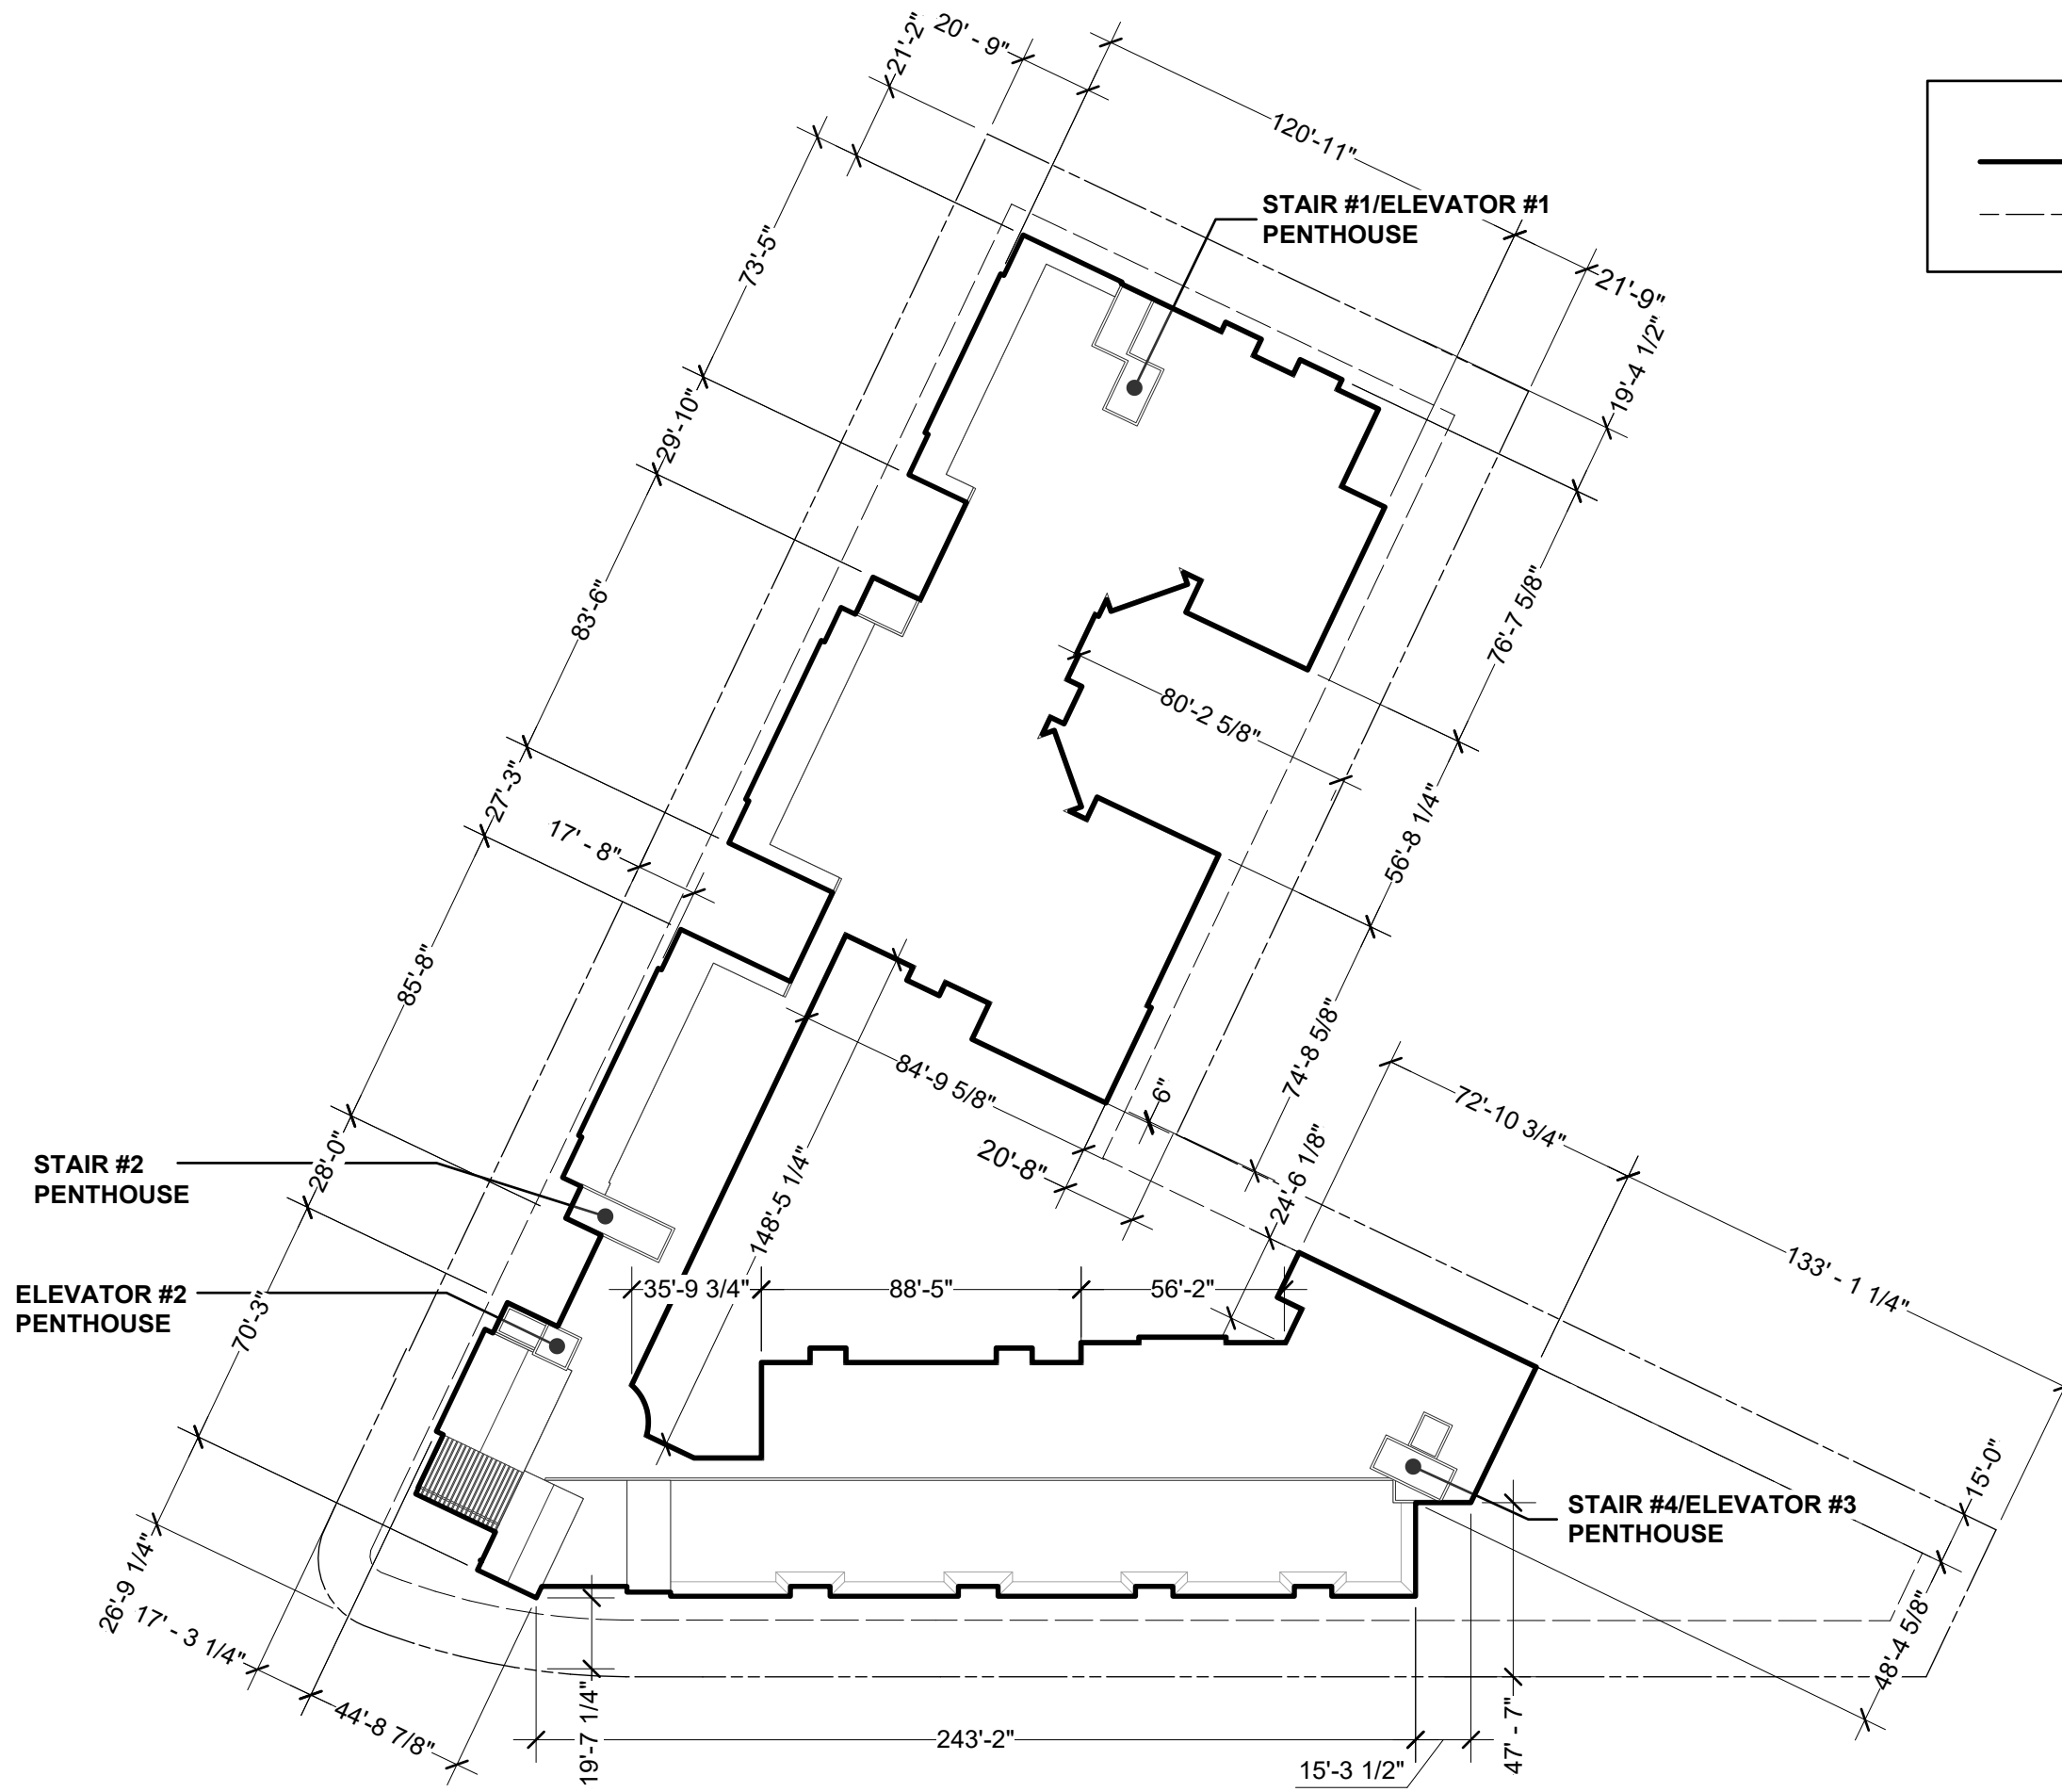 21'-2"
20' - 9"
120'-11"
STAIR #1/ELEVATOR #1
PENTHOUSE
21'-9"
73'-5"
19'-4 1/2"
29'-10"
83'-6"
76'-7 5/8"
80'-2 5/8"
27'-3"
17' - 8"
56'-8 1/4"
85'-8"
84'-9 5/8"
6"
74'-8 5/8"
72'-10 3/4"
STAIR #2
PENTHOUSE
28'-0"
20'-8"
24'-6 1/8"
148'-5 1/4"
133' - 1 1/4"
ELEVATOR #2
PENTHOUSE
35'-9 3/4"
88'-5"
56'-2"
70'-3"
15'-0"
STAIR #4/ELEVATOR #3
PENTHOUSE
26'-9 1/4"
17' - 3 1/4"
48'-4 5/8"
44'-8 7/8"
19'-7 1/4"
243'-2"
47' - 7"
15'-3 1/2"